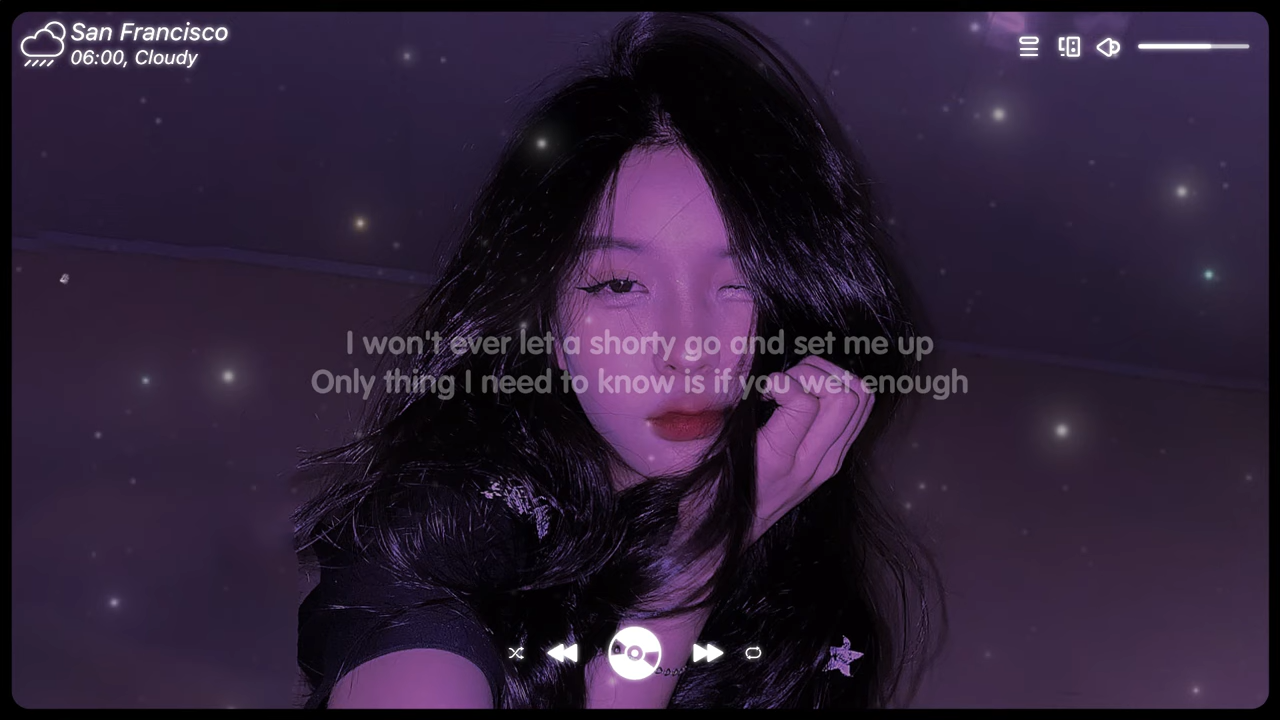 San Francisco
06:00, Cloudy
I won't ever let a shorty go and set me up
Only thing I need to know is if you wet enough